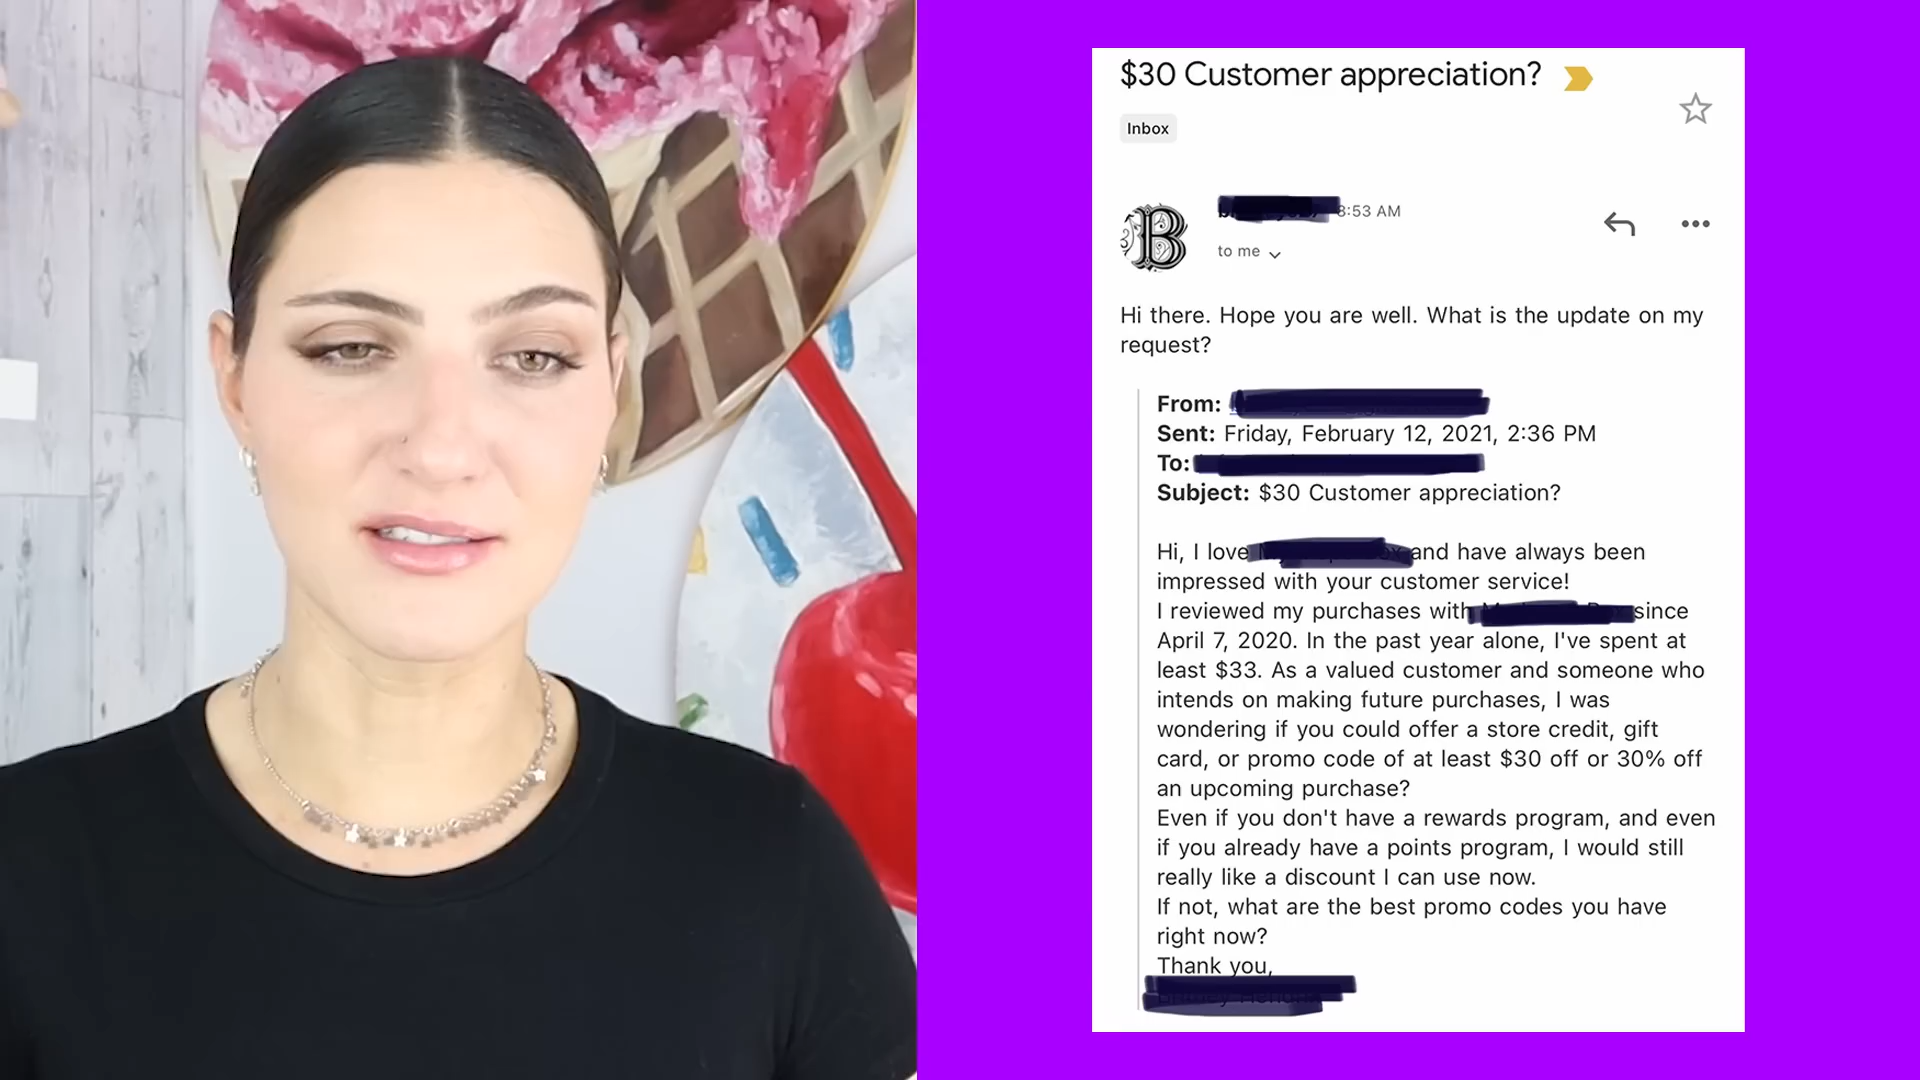 $30 Customer appreciation?
Inbox
8:53 AM
to me
Hi there. Hope you are well. What is the update on my
request?
From:
Sent: Friday, February 12, 2021, 2:36 PM
To:
Subject: $30 Customer appreciation?
Hi, I love and have always been
impressed with your customer service!
I reviewed my purchases with since
April 7, 2020. In the past year alone, I've spent at
least $33. As a valued customer and someone who
intends on making future purchases, I was
wondering if you could offer a store credit, gift
card, or promo code of at least $30 off or 30% off
an upcoming purchase?
Even if you don't have a rewards program, and even
if you already have a points program, I would still
really like a discount I can use now.
If not, what are the best promo codes you have
right now?
Thank you,